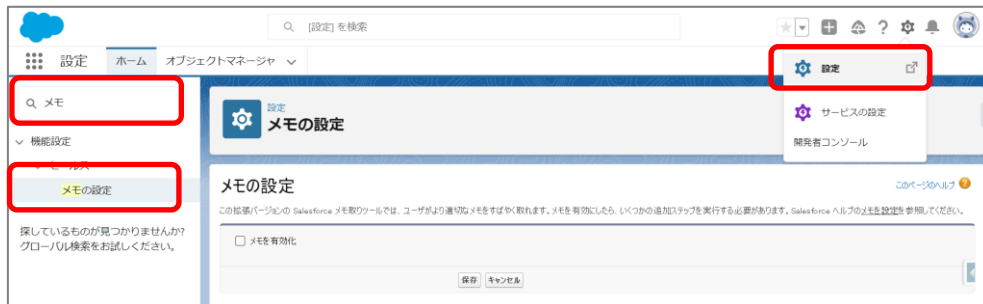 [設定] を検索
設定
ホーム
オブジェクトマネージャ
設定
サービスの設定
開発者コンソール
メモ
機能設定
セールス
メモの設定
探しているものが見つかりませんか?
グローバル検索をお試しください。
設定
メモの設定
メモの設定
このページのヘルプ
この拡張バージョンの Salesforce メモ取りツールでは、ユーザがより適切なメモをすばやく取れます。メモを有効にしたら、いくつかの追加ステップを実行する必要があります。Salesforce ヘルプのメモを設定を参照してください。
メモを有効化
保存 キャンセル